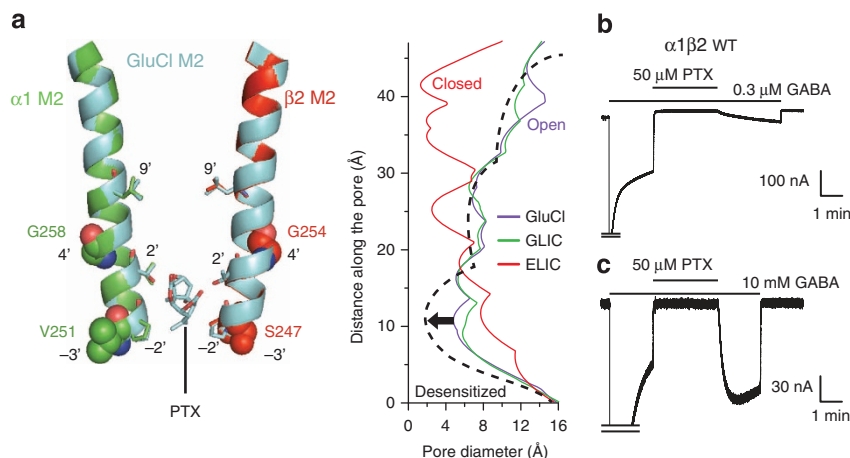 a
α1 M2
GluCl M2
β2 M2
9′
9′
G258
4′
2′
2′
G254
4′
V251
–3′
–2′
–2′
S247
–3′
PTX
Distance along the pore (Å)
40
30
20
10
0
0 4 8 12 16
Pore diameter (Å)
Closed
Open
GluCl
GLIC
ELIC
Desensitized
b
α1β2 WT
50 μM PTX
0.3 μM GABA
100 nA
1 min
c
50 μM PTX
10 mM GABA
30 nA
1 min